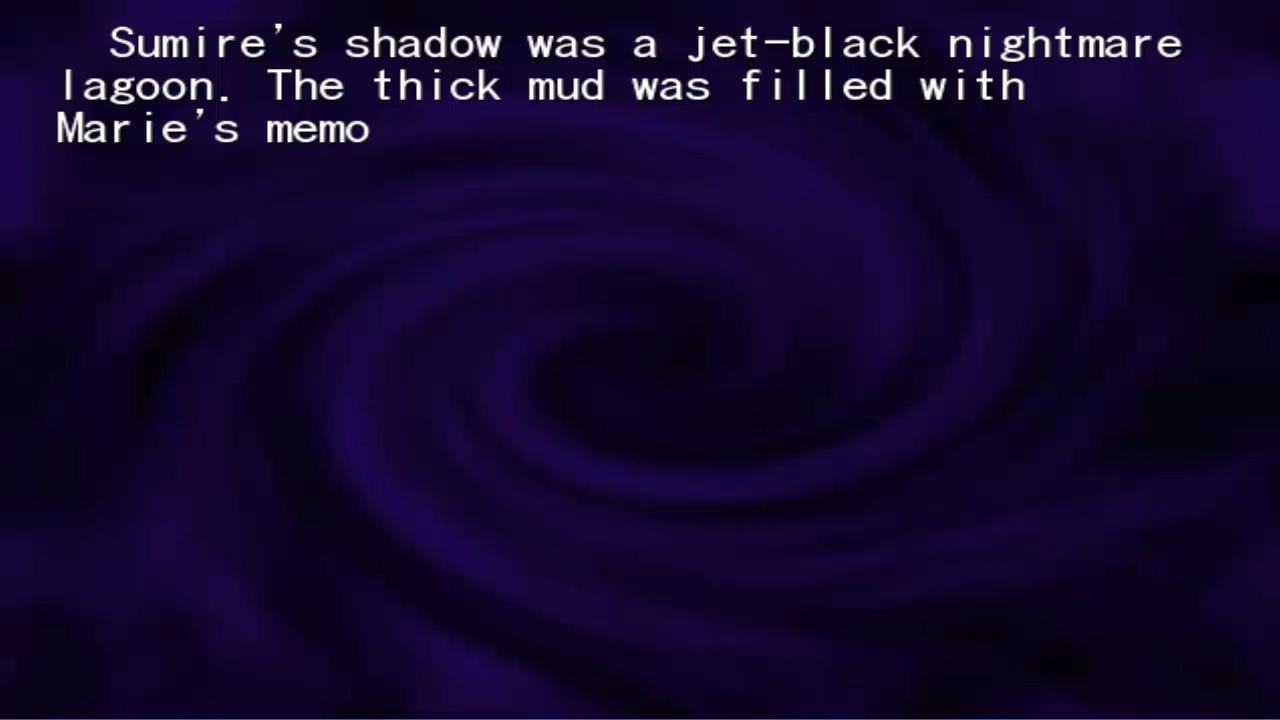 Sumire's shadow was a jet-black nightmare
lagoon. The thick mud was filled with
Marie's memo